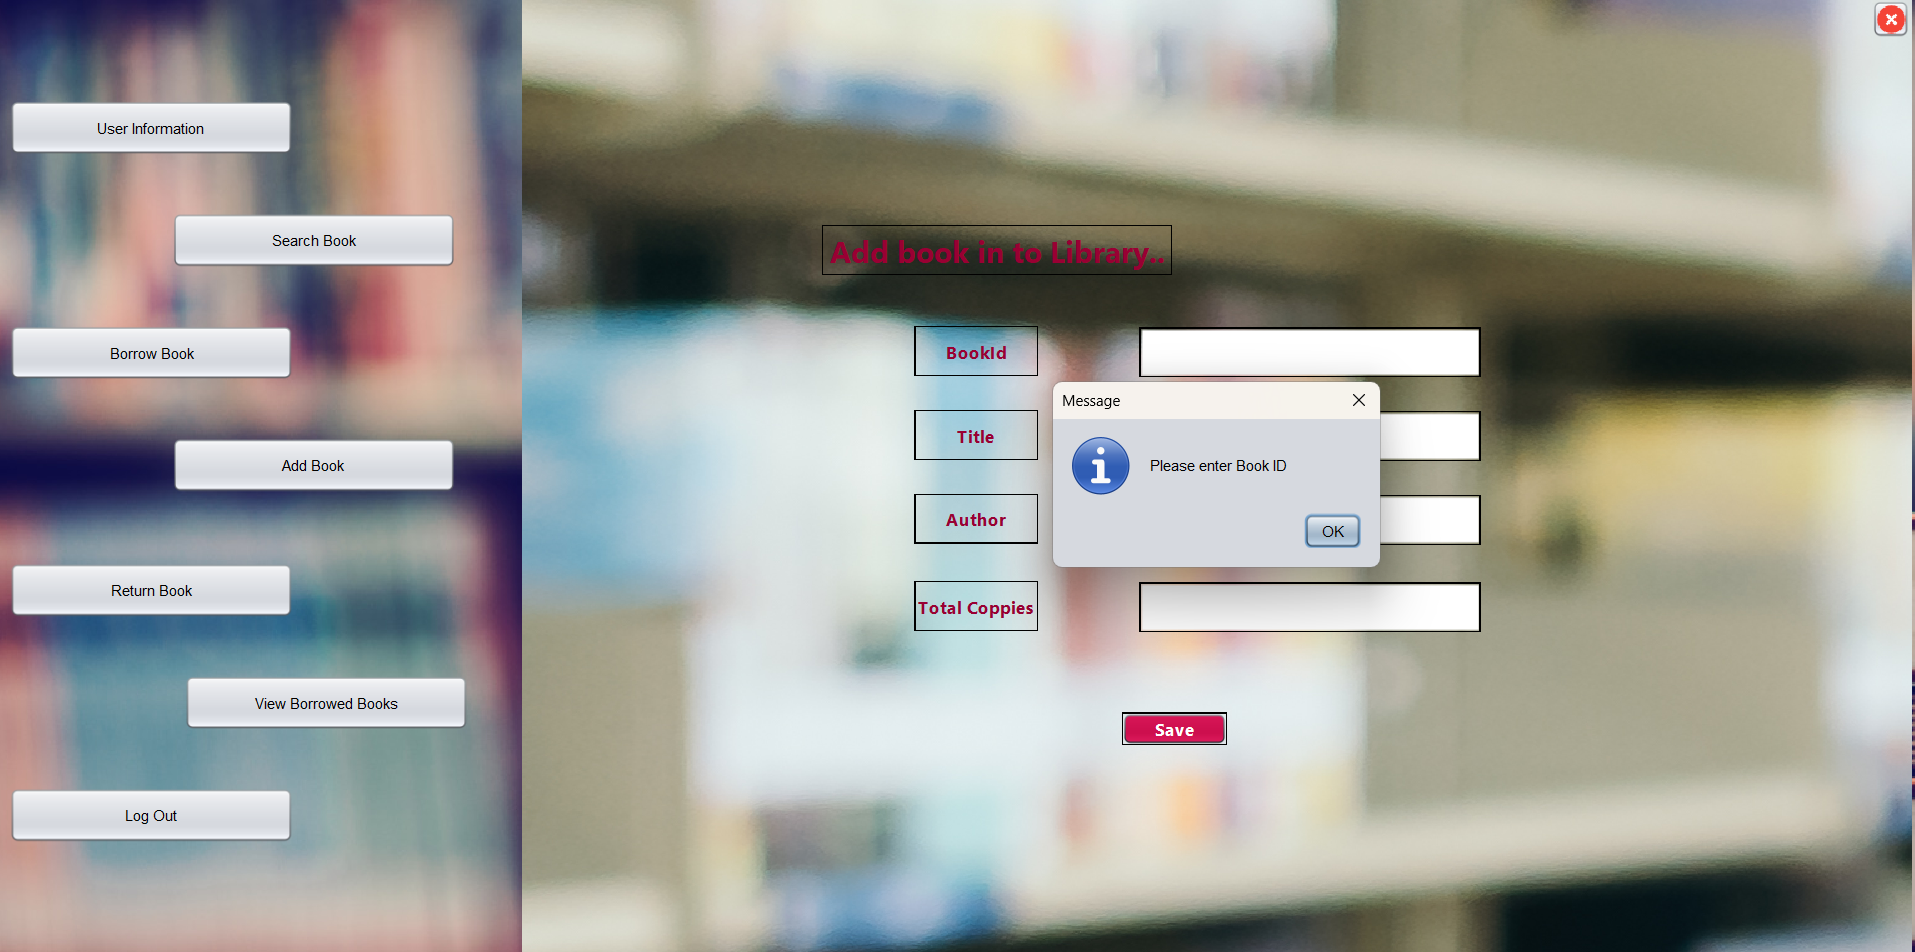 User Information
Search Book
Borrow Book
Add Book
Return Book
View Borrowed Books
Log Out
Add book in to Library..
BookId
Title
Author
Total Coppies
Message
Please enter Book ID
OK
Save